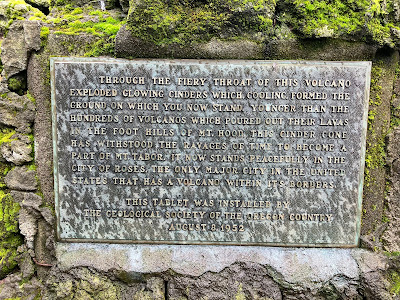 THROUGH THE FIERY THROAT OF THIS VOLCANO
EXPLODED GLOWING CINDERS WHICH COOLING FORMED THE
GROUND ON WHICH YOU NOW STAND. YOUNGER THAN THE
HUNDREDS OF VOLCANOS WHICH POURED OUT THEIR LAVAS
IN THE FOOT HILLS OF MT. HOOD THIS CINDER CONE
HAS WITHSTOOD THE RAVAGES OF TIME TO BECOME A
PART OF MT. TABOR. IT NOW STANDS PEACEFULLY IN THE
CITY OF ROSES, THE ONLY MAJOR CITY IN THE UNITED
STATES THAT HAS A VOLCANO WITHIN ITS BORDERS.
THIS TABLET WAS INSTALLED BY
THE GEOLOGICAL SOCIETY OF THE OREGON COUNTRY
AUGUST 8 1952